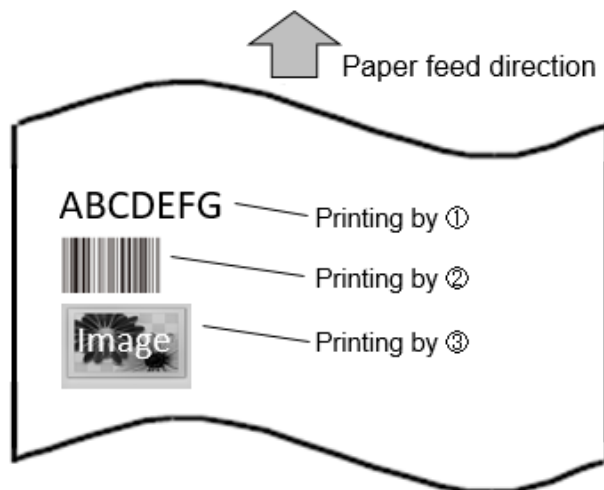 Paper feed direction
ABCDEFG
Printing by ①
Printing by ②
Image
Printing by ③